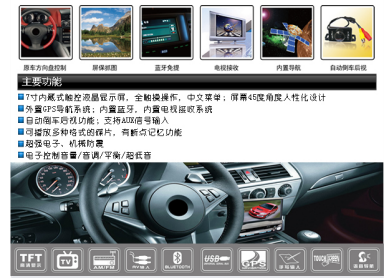 原车方向盘控制 屏保抓图 蓝牙免提 电视接收 内置导航 自动倒车后视
主要功能
7寸内藏式触控液晶显示屏，全触摸操作，中文菜单；屏幕45度角度人性化设计
外置GPS导航系统；内置蓝牙，内置电视接收系统
自动倒车后视功能；支持AUX信号输入
可播放多种格式的碟片，有断点记忆功能
超强电子、机械防震
电子控制音量/音调/平衡/超低音
TFT TV AM/FM BLUETOOTH USB GPS TOUCH SCREEN